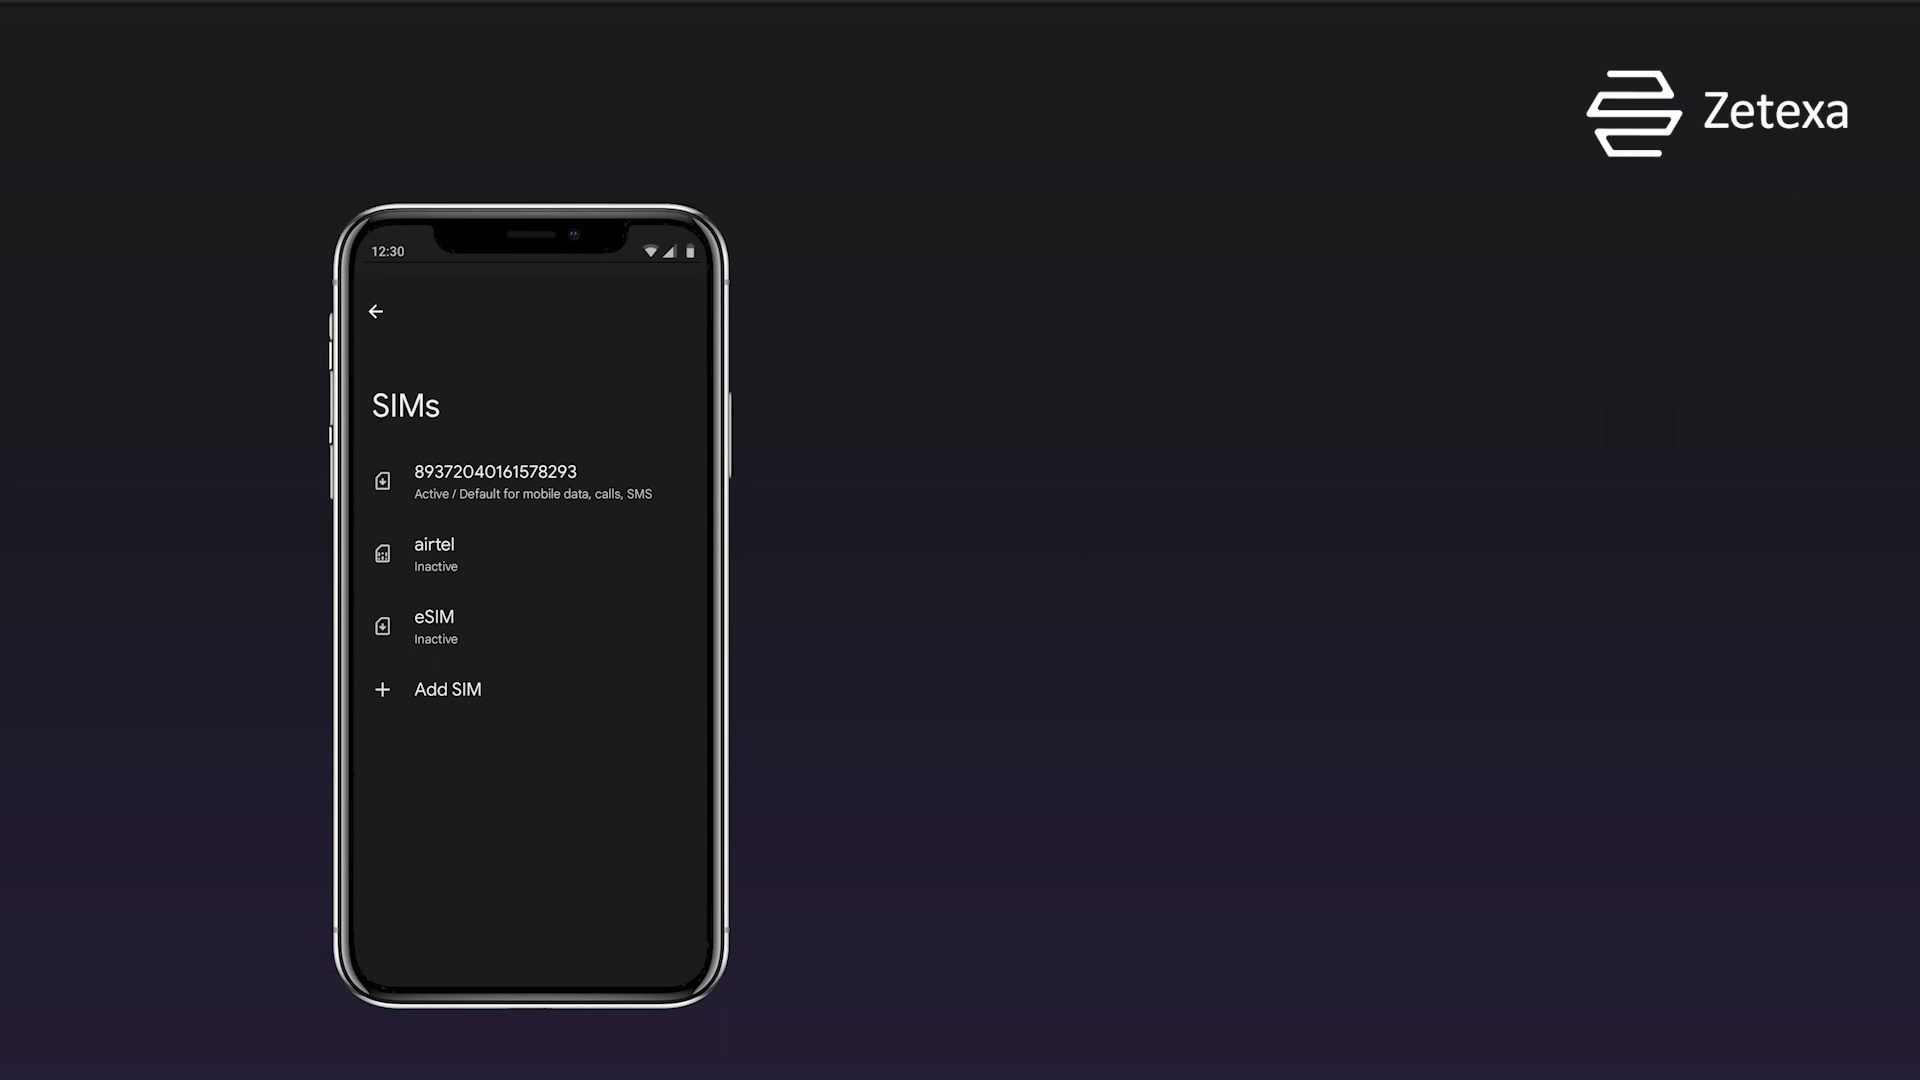 Zetexa
12:30
SIMs
89372040161578293
Active / Default for mobile data, calls, SMS
airtel
Inactive
eSIM
Inactive
Add SIM